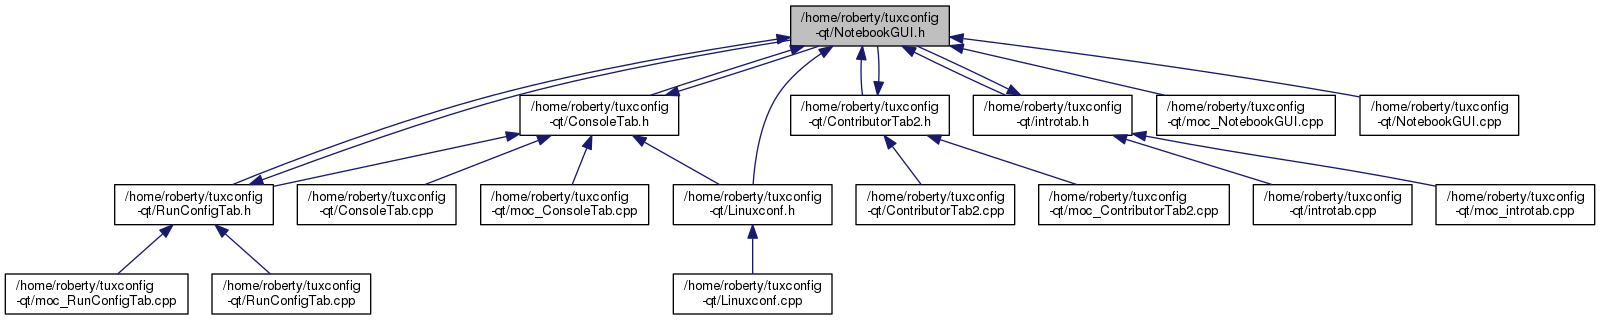 /home/roberty/tuxconfig
-qt/NotebookGUI.h
/home/roberty/tuxconfig
-qt/ConsoleTab.h
/home/roberty/tuxconfig
-qt/ContributorTab2.h
/home/roberty/tuxconfig
-qt/introtab.h
/home/roberty/tuxconfig
-qt/moc_NotebookGUI.cpp
/home/roberty/tuxconfig
-qt/NotebookGUI.cpp
/home/roberty/tuxconfig
-qt/RunConfigTab.h
/home/roberty/tuxconfig
-qt/ConsoleTab.cpp
/home/roberty/tuxconfig
-qt/moc_ConsoleTab.cpp
/home/roberty/tuxconfig
-qt/Linuxconf.h
/home/roberty/tuxconfig
-qt/ContributorTab2.cpp
/home/roberty/tuxconfig
-qt/moc_ContributorTab2.cpp
/home/roberty/tuxconfig
-qt/introtab.cpp
/home/roberty/tuxconfig
-qt/moc_introtab.cpp
/home/roberty/tuxconfig
-qt/moc_RunConfigTab.cpp
/home/roberty/tuxconfig
-qt/RunConfigTab.cpp
/home/roberty/tuxconfig
-qt/Linuxconf.cpp